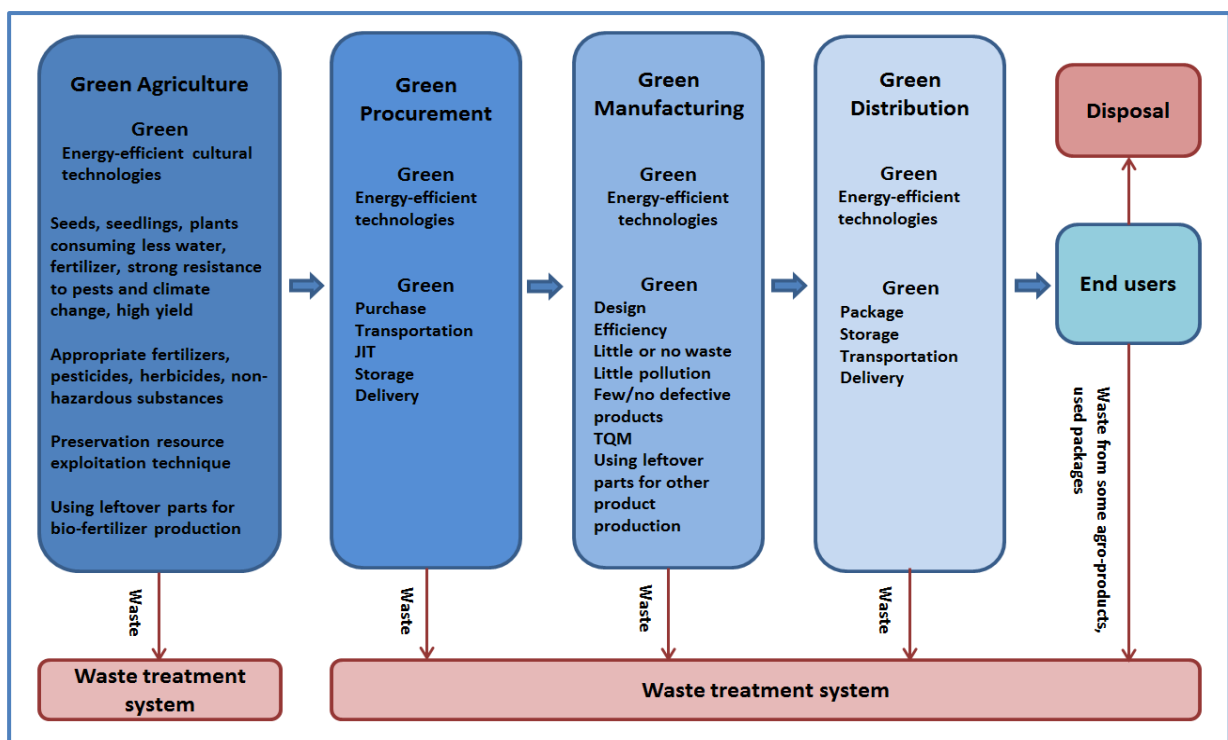 Green Agriculture
Green
Energy-efficient cultural
technologies
Seeds, seedlings, plants
consuming less water,
fertilizer, strong resistance
to pests and climate
change, high yield
Appropriate fertilizers,
pesticides, herbicides, non-
hazardous substances
Preservation resource
exploitation technique
Using leftover parts for
bio-fertilizer production
Green
Procurement
Green
Energy-efficient
technologies
Green
Purchase
Transportation
JIT
Storage
Delivery
Green
Manufacturing
Green
Energy-efficient
technologies
Green
Design
Efficiency
Little or no waste
Little pollution
Few/no defective
products
TQM
Using leftover
parts for other
product
production
Green
Distribution
Green
Energy-efficient
technologies
Green
Package
Storage
Transportation
Delivery
Disposal
End users
Waste from some agro-products,
used packages
Waste
Waste
Waste
Waste
Waste treatment
system
Waste treatment system